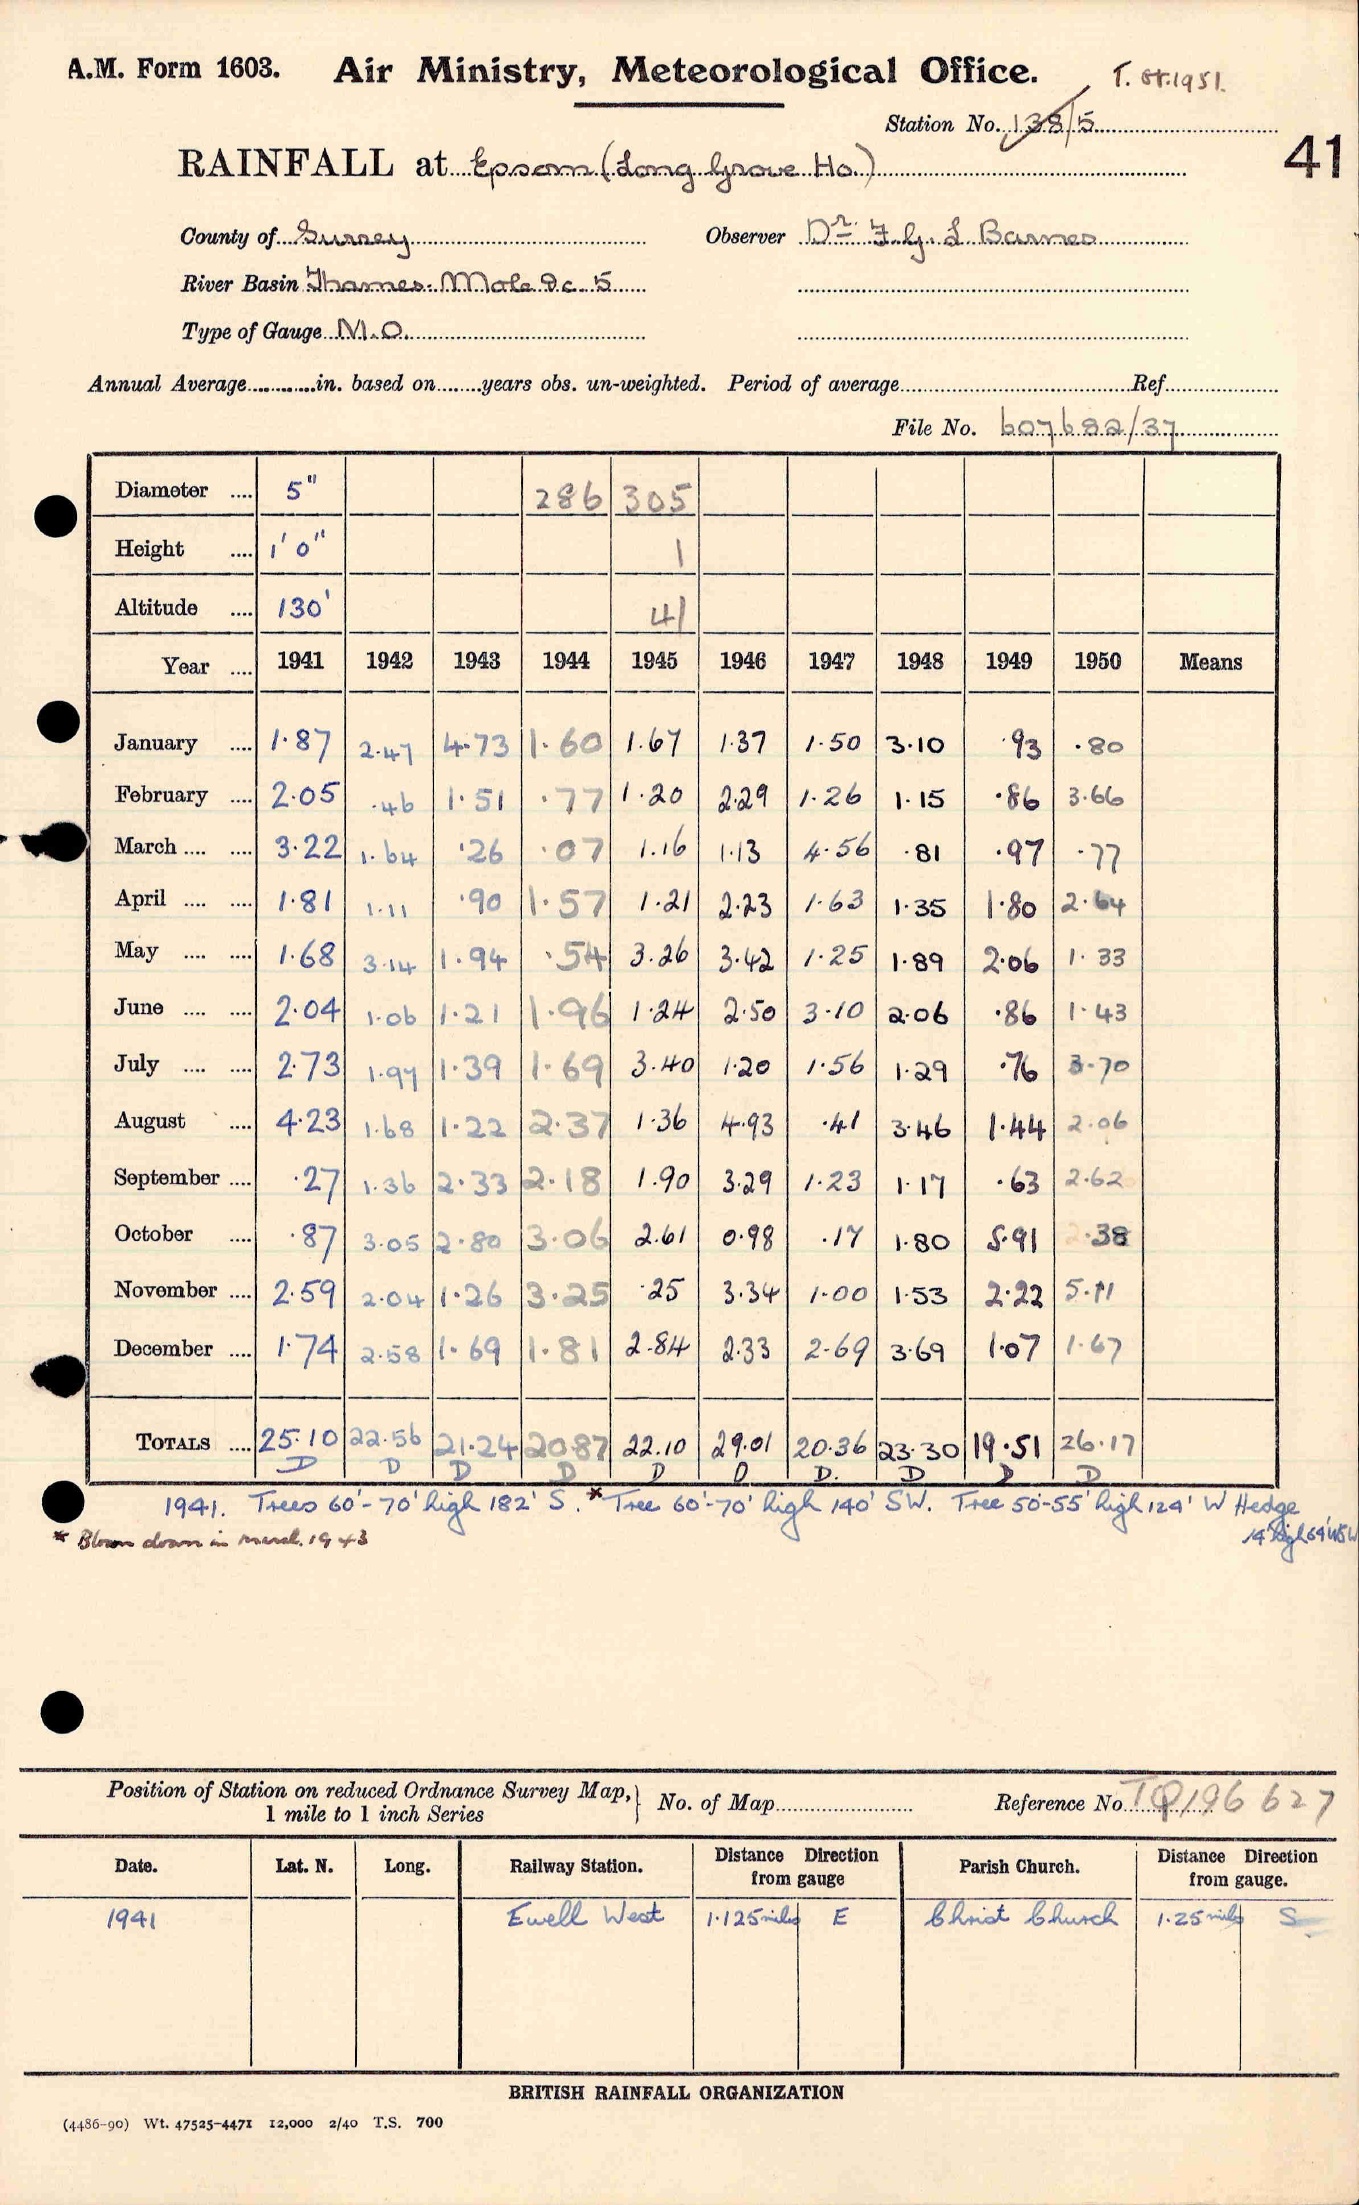 A.M. Form 1603. Air Ministry, Meteorological Office. T. Oct. 1951.
Station No. 138/5
41
RAINFALL at Epsom (Long Grove Ho.)
County of Surrey Observer Dr F. G. L Barnes
River Basin Thames. Mole &c 5
Type of Gauge M.O.
Annual Average............in. based on........years obs. un-weighted. Period of average..............Ref..............
File No. 607682/37
Diameter .... 5" 286 305
Height .... 1' 0" 1
Altitude .... 130' 41
Year .... 1941 1942 1943 1944 1945 1946 1947 1948 1949 1950 Means
January .... 1.87 2.47 4.73 1.60 1.67 1.37 1.50 3.10 .93 .80
February .... 2.05 .46 1.51 .77 1.20 2.29 1.26 1.15 .86 3.66
March .... .... 3.22 1.64 .26 .07 1.16 1.13 4.56 .81 .97 .77
April .... .... 1.81 1.11 .90 1.57 1.21 2.23 1.63 1.35 1.80 2.64
May .... .... 1.68 3.14 1.94 .54 3.26 3.42 1.25 1.89 2.06 1.33
June .... .... 2.04 1.06 1.21 1.96 1.24 2.50 3.10 2.06 .86 1.43
July .... .... 2.73 1.97 1.39 1.69 3.40 1.20 1.56 1.29 .76 3.70
August .... 4.23 1.68 1.22 2.37 1.36 4.93 .41 3.46 1.44 2.06
September .... .27 1.36 2.33 2.18 1.90 3.29 1.23 1.17 .63 2.62
October .... .87 3.05 2.80 3.06 2.61 0.98 .17 1.80 5.91 2.38
November .... 2.59 2.04 1.26 3.25 .25 3.34 1.00 1.53 2.22 5.11
December .... 1.74 2.58 1.69 1.81 2.84 2.33 2.69 3.69 1.07 1.67
TOTALS .... 25.10 22.56 21.24 20.87 22.10 29.01 20.36 23.30 19.51 26.17
D D D D D D D. D D D
1941. Trees 60'-70' high 182' S. * Tree 60'-70' high 140' SW. Tree 50'-55' high 124' W Hedge
14' high 64' WSW
* Blown down in March. 1943
Position of Station on reduced Ordnance Survey Map, 1 mile to 1 inch Series } No. of Map.............. Reference No. TQ 196 627
Date. Lat. N. Long. Railway Station. Distance Direction from gauge Parish Church. Distance Direction from gauge.
1941 Ewell West 1.125 miles E Christ Church 1.25 miles S
BRITISH RAINFALL ORGANIZATION
(4486-90) Wt. 47525-4471 12,000 2/40 T.S. 700